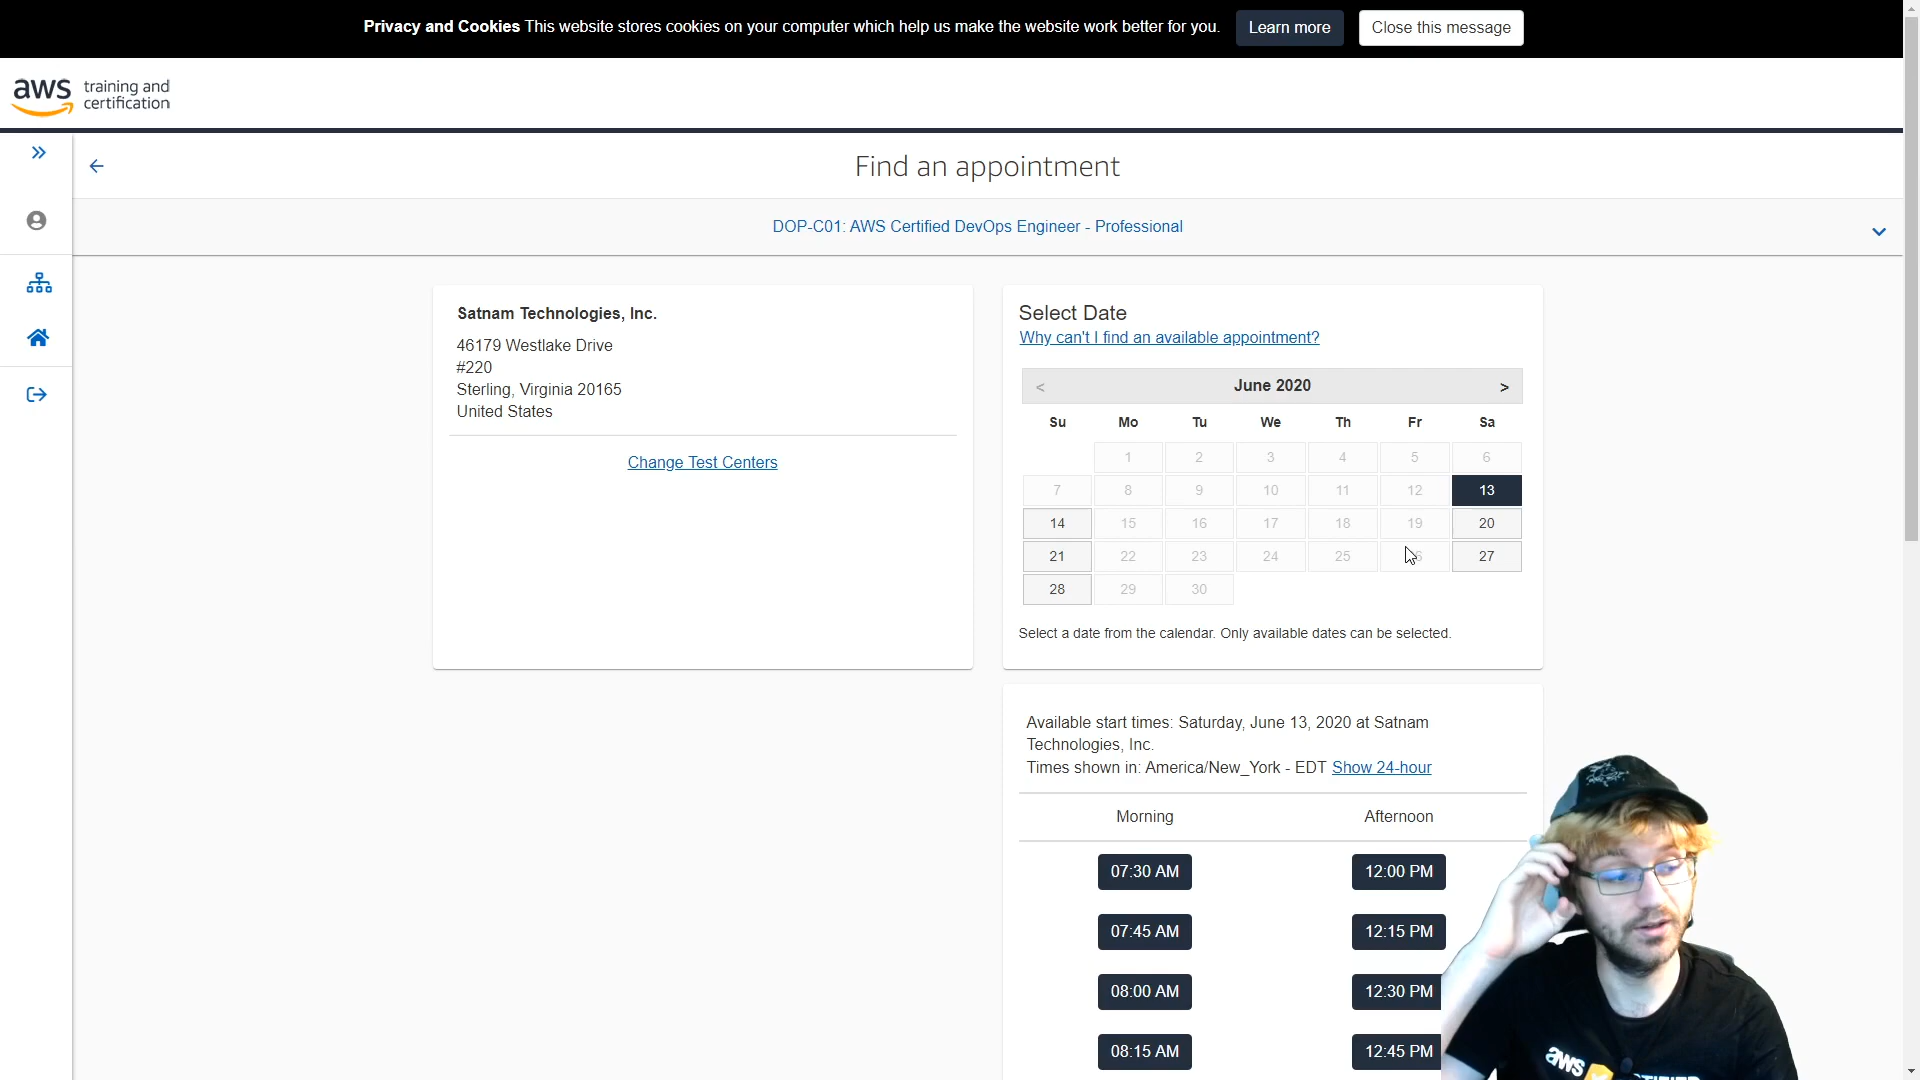 Privacy and Cookies This website stores cookies on your computer which help us make the website work better for you.
Learn more
Close this message
aws training and certification
Find an appointment
DOP-C01: AWS Certified DevOps Engineer - Professional
Satnam Technologies, Inc.
46179 Westlake Drive
#220
Sterling, Virginia 20165
United States
Change Test Centers
Select Date
Why can't I find an available appointment?
< June 2020 >
Su Mo Tu We Th Fr Sa
1 2 3 4 5 6
7 8 9 10 11 12 13
14 15 16 17 18 19 20
21 22 23 24 25 26 27
28 29 30
Select a date from the calendar. Only available dates can be selected.
Available start times: Saturday, June 13, 2020 at Satnam
Technologies, Inc.
Times shown in: America/New_York - EDT Show 24-hour
Morning Afternoon
07:30 AM 12:00 PM
07:45 AM 12:15 PM
08:00 AM 12:30 PM
08:15 AM 12:45 PM
aws